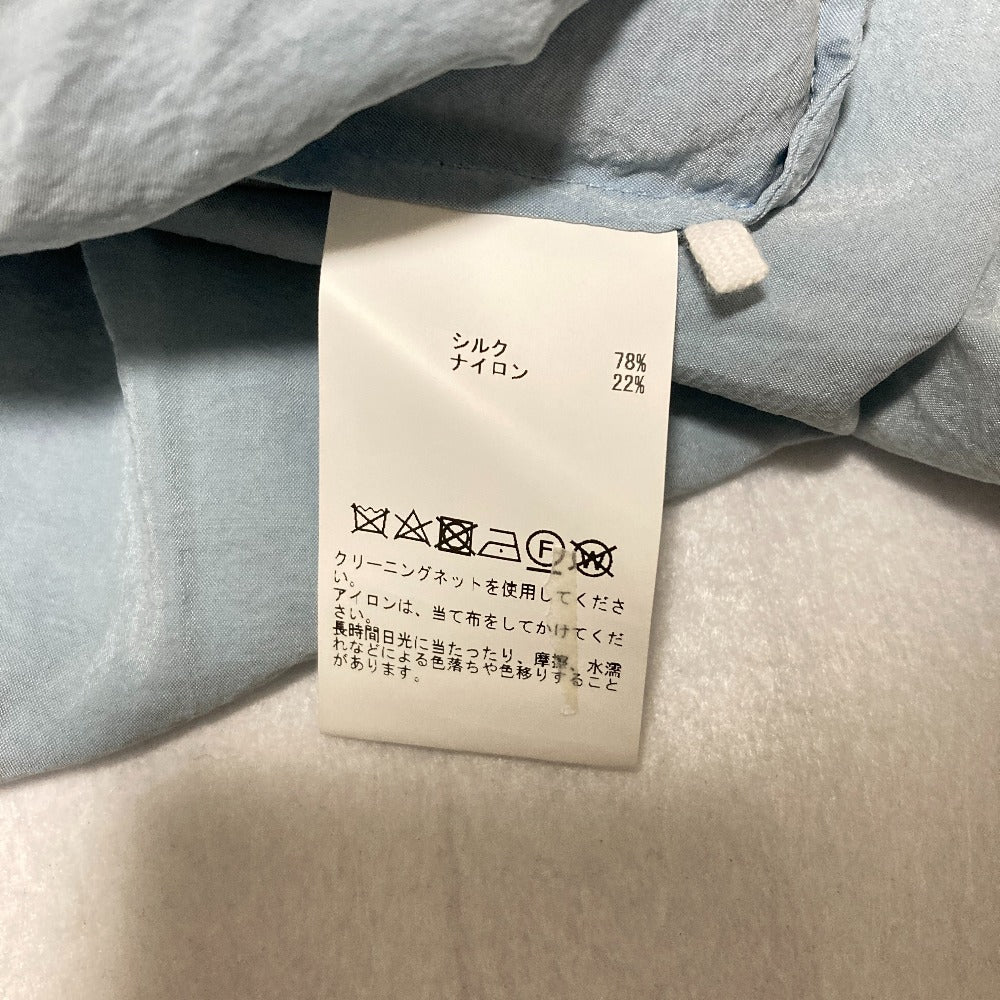 シルク 78%
ナイロン 22%
F W
クリーニングネットを使用してくださ
い。
アイロンは、当て布をしてかけてくだ
さい。
長時間日光に当たったり、摩擦、水濡
れなどによる色落ちや色移りすること
があります。